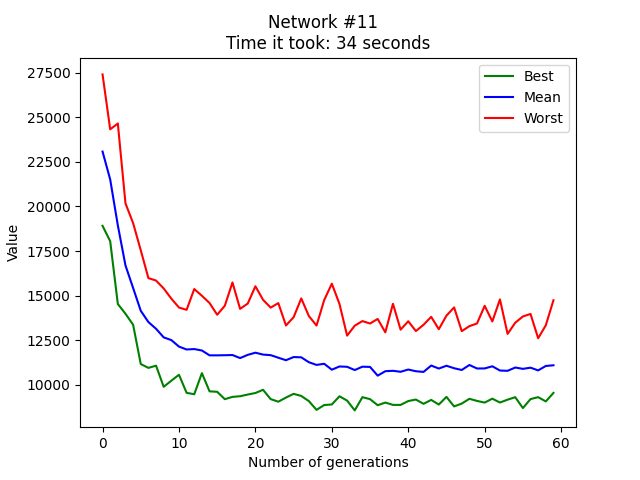 Network #11
Time it took: 34 seconds
27500
25000
22500
20000
17500
15000
12500
10000
Value
0
10
20
30
40
50
60
Number of generations
Best
Mean
Worst